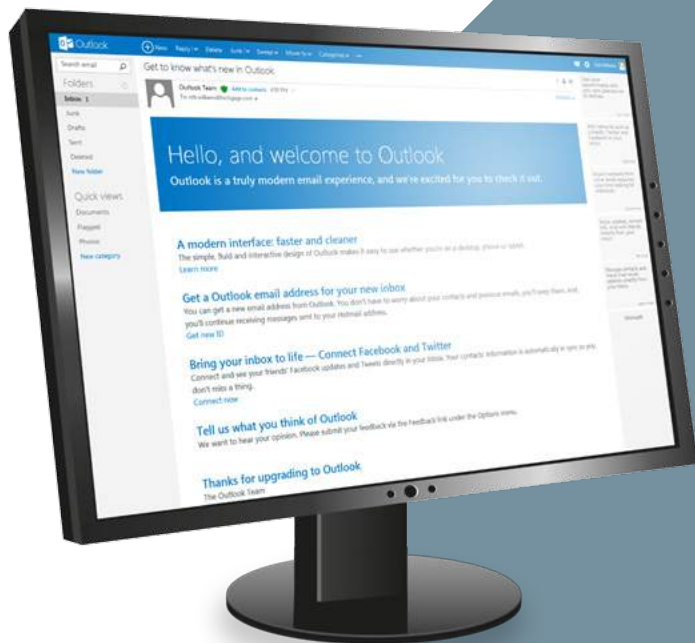 Outlook
New Reply Delete Junk Sweep Move to Categories
Search email
Get to know what's new in Outlook
Folders
Outlook Team Add to contacts 4:50 PM
Inbox 1
Junk
Drafts
Sent
Deleted
New folder
Quick views
Documents
Flagged
Photos
New category
Hello, and welcome to Outlook
Outlook is a truly modern email experience, and we're excited for you to check it out.
A modern interface: faster and cleaner
The simple, fluid and interactive design of Outlook makes it easy to use whether you're on a desktop, phone or tablet.
Learn more
Get a Outlook email address for your new inbox
You can get a new email address from Outlook. You don't have to worry about your contacts and previous emails, you'll keep them. And,
you'll continue receiving messages sent to your Hotmail address.
Get new ID
Bring your inbox to life — Connect Facebook and Twitter
Connect and see your friends' Facebook updates and Tweets directly in your inbox. Your contacts' information is automatically in sync so you
don't miss a thing.
Connect now
Tell us what you think of Outlook
We want to hear your opinion. Please submit your feedback via the Feedback link under the Options menu.
Thanks for upgrading to Outlook
The Outlook Team